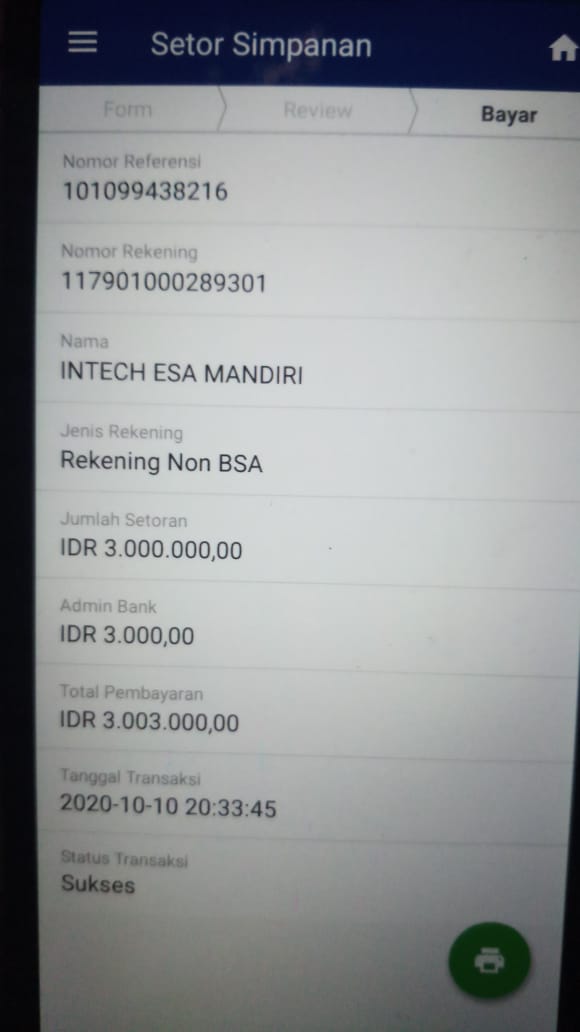 Setor Simpanan
Form
Review
Bayar
Nomor Referensi
101099438216
Nomor Rekening
117901000289301
Nama
INTECH ESA MANDIRI
Jenis Rekening
Rekening Non BSA
Jumlah Setoran
IDR 3.000.000,00
Admin Bank
IDR 3.000,00
Total Pembayaran
IDR 3.003.000,00
Tanggal Transaksi
2020-10-10 20:33:45
Status Transaksi
Sukses